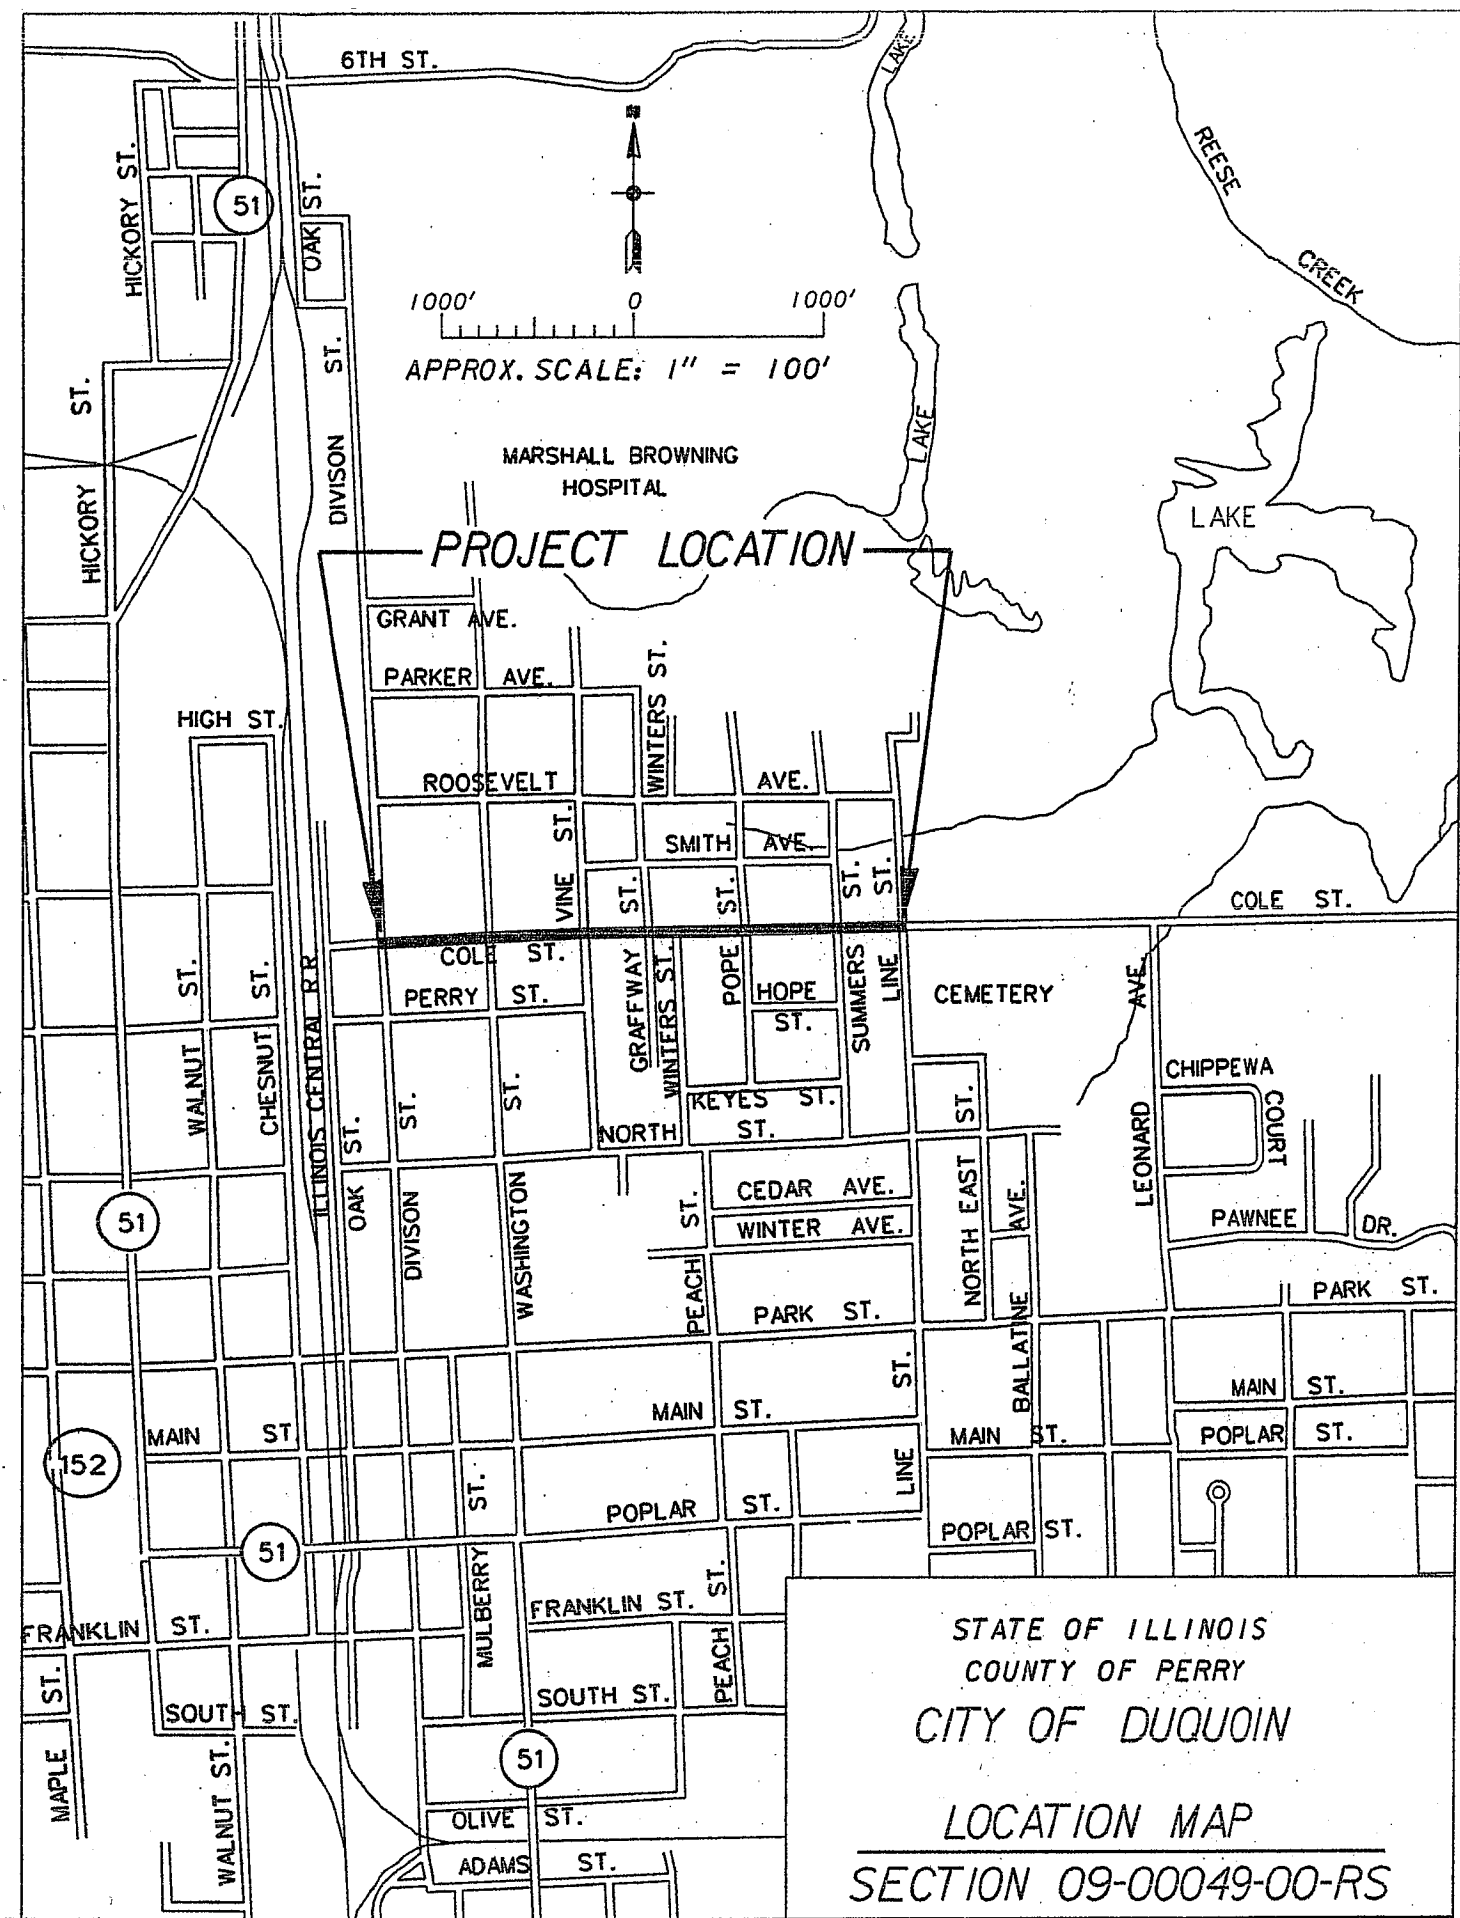 6TH ST.
LAKE
REESE
CREEK
HICKORY ST.
51
OAK ST.
1000' 0 1000'
APPROX. SCALE: 1" = 100'
DIVISON ST.
HICKORY ST.
LAKE
MARSHALL BROWNING
HOSPITAL
LAKE
PROJECT LOCATION
GRANT AVE.
PARKER AVE.
WINTERS ST.
HIGH ST.
ROOSEVELT AVE.
VINE ST.
SMITH AVE.
ST.
ST.
ST.
ST.
COLE ST.
COLE ST.
WALNUT ST.
CHESNUT ST.
ILLINOIS CENTRAL R.R.
PERRY ST.
GRAFFWAY
WINTERS ST.
POPE
HOPE
ST.
SUMMERS
LINE
CEMETERY
LEONARD AVE.
CHIPPEWA
COURT
KEYES ST.
NORTH ST.
OAK ST.
DIVISON ST.
WASHINGTON ST.
CEDAR AVE.
WINTER AVE.
NORTH EAST ST.
BALLATINE AVE.
PAWNEE DR.
51
PEACH ST.
PARK ST.
PARK ST.
LINE ST.
MAIN ST.
MAIN ST.
MAIN ST.
MAIN ST.
POPLAR ST.
152
MULBERRY ST.
POPLAR ST.
POPLAR ST.
51
FRANKLIN ST.
FRANKLIN ST.
PEACH ST.
MAPLE ST.
SOUTH ST.
SOUTH ST.
WALNUT ST.
51
OLIVE ST.
ADAMS ST.
STATE OF ILLINOIS
COUNTY OF PERRY
CITY OF DUQUOIN
LOCATION MAP
SECTION 09-00049-00-RS